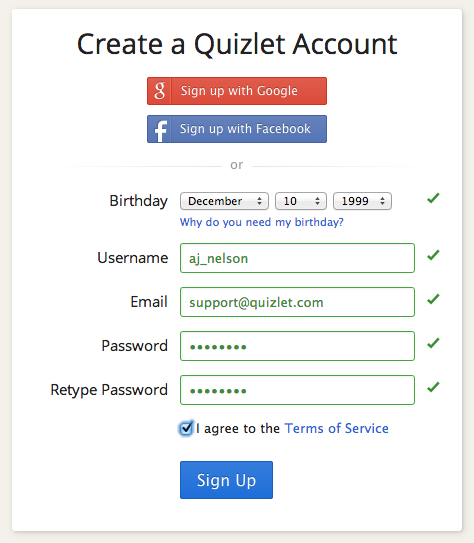 Create a Quizlet Account
g Sign up with Google
f Sign up with Facebook
or
Birthday December 10 1999
Why do you need my birthday?
Username aj_nelson
Email support@quizlet.com
Password ••••••••
Retype Password ••••••••
I agree to the Terms of Service
Sign Up